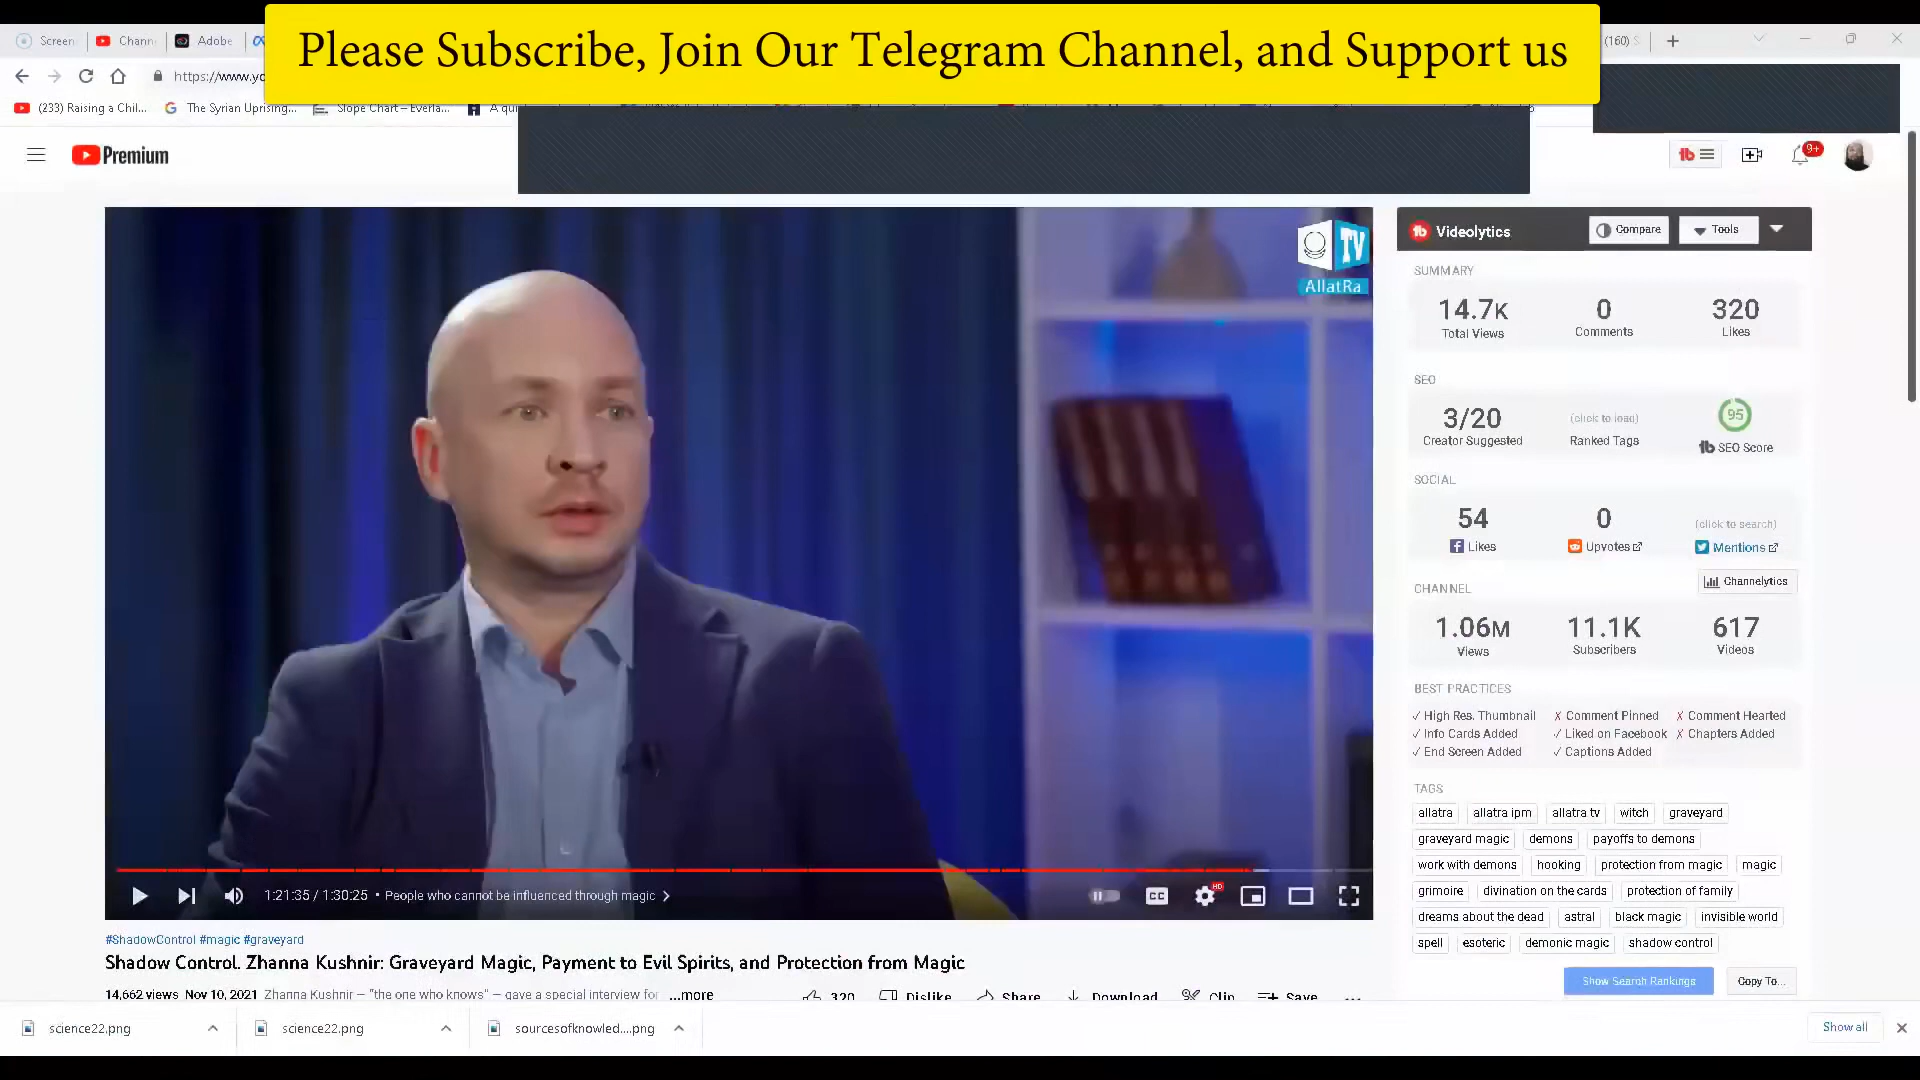 Please Subscribe, Join Our Telegram Channel, and Support us
Screen
Chann
Adobe
(160)
https://www.yo
(233) Raising a Chil...
The Syrian Uprising...
Slope Chart – Everla...
A qu
Premium
9+
TV
AllatRa
1:21:35 / 1:30:25 • People who cannot be influenced through magic
CC
HD
#ShadowControl #magic #graveyard
Shadow Control. Zhanna Kushnir: Graveyard Magic, Payment to Evil Spirits, and Protection from Magic
14,662 views Nov 10, 2021 Zhanna Kushnir — "the one who knows" — gave a special interview for ...more
320 Dislike Share Download Clip Save ...
tb Videolytics
Compare
Tools
SUMMARY
14.7K 0 320
Total Views Comments Likes
SEO
3/20 (click to load) 95
Creator Suggested Ranked Tags tb SEO Score
SOCIAL
54 0 (click to search)
Likes Upvotes Mentions
Channelytics
CHANNEL
1.06M 11.1K 617
Views Subscribers Videos
BEST PRACTICES
✓ High Res. Thumbnail ✗ Comment Pinned ✗ Comment Hearted
✓ Info Cards Added ✓ Liked on Facebook ✗ Chapters Added
✓ End Screen Added ✓ Captions Added
TAGS
allatra allatra ipm allatra tv witch graveyard
graveyard magic demons payoffs to demons
work with demons hooking protection from magic magic
grimoire divination on the cards protection of family
dreams about the dead astral black magic invisible world
spell esoteric demonic magic shadow control
Show Search Rankings Copy To...
science22.png
science22.png
sourcesofknowled....png
Show all